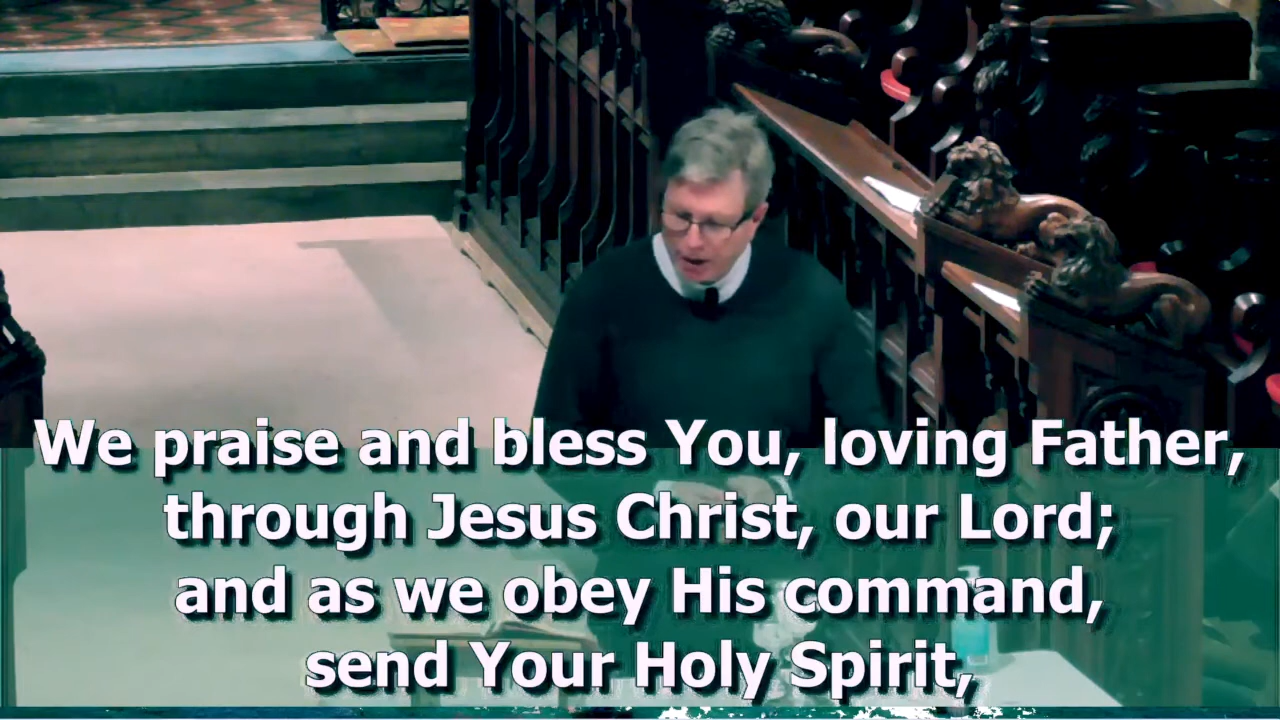 We praise and bless You, loving Father,
through Jesus Christ, our Lord;
and as we obey His command,
send Your Holy Spirit,